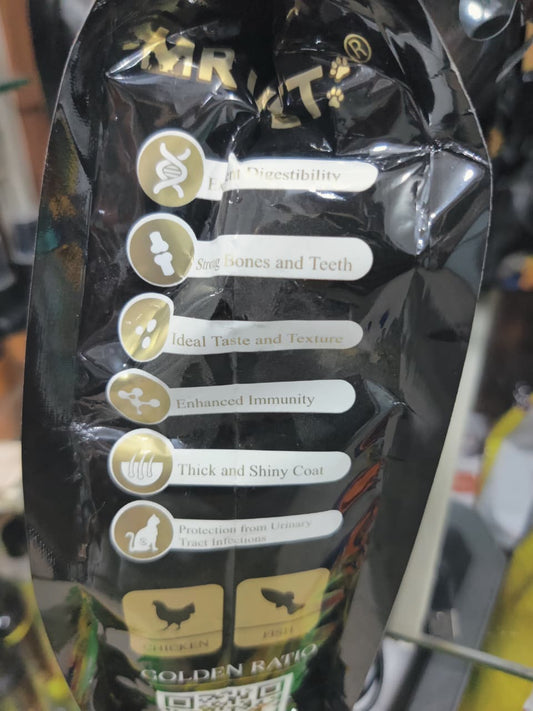 MR
Digestibility
Strong Bones and Teeth
Ideal Taste and Texture
Enhanced Immunity
Thick and Shiny Coat
Protection from Urinary
Tract Infections
CHICKEN
FISH
GOLDEN RATIO